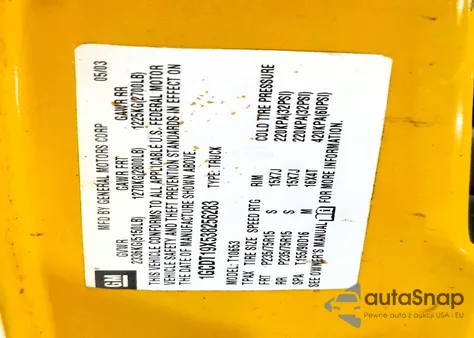 GM
MFD BY GENERAL MOTORS CORP
05/03
GVWR GAWR FRT GAWR RR
2336KG(5150LB) 1270KG(2800LB) 1225KG(2700LB)
THIS VEHICLE CONFORMS TO ALL APPLICABLE U.S. FEDERAL MOTOR
VEHICLE SAFETY AND THEFT PREVENTION STANDARDS IN EFFECT ON
THE DATE OF MANUFACTURE SHOWN ABOVE.
1GCDT19X538256283 TYPE: TRUCK
MODEL: T10653
TPAX TIRE SIZE SPEED RTG RIM COLD TIRE PRESSURE
FRT P235/75R15 S 15X7J 220KPA(32PSI)
RR P235/75R15 S 15X7J 220KPA(32PSI)
SPA T155/90D16 M 16X4T 420KPA(60PSI)
SEE OWNER'S MANUAL FOR MORE INFORMATION.
autaSnap
Pewne auta z aukcji USA i EU